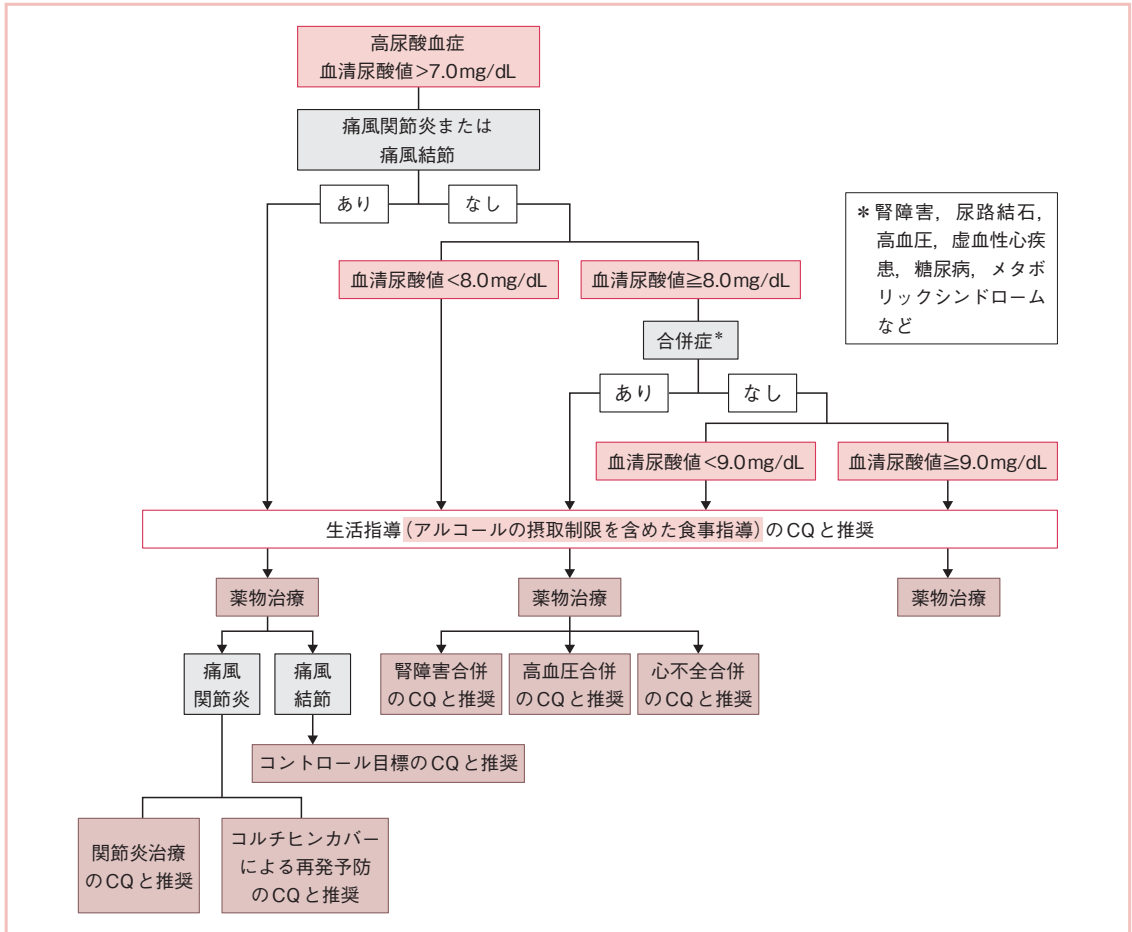 高尿酸血症
血清尿酸値>7.0mg/dL
痛風関節炎または
痛風結節
あり
なし
＊腎障害，尿路結石，
高血圧，虚血性心疾
患，糖尿病，メタボ
リックシンドローム
など
血清尿酸値<8.0mg/dL
血清尿酸値≧8.0mg/dL
合併症＊
あり
なし
血清尿酸値<9.0mg/dL
血清尿酸値≧9.0mg/dL
生活指導(アルコールの摂取制限を含めた食事指導)のCQと推奨
薬物治療
薬物治療
薬物治療
痛風
関節炎
痛風
結節
腎障害合併
のCQと推奨
高血圧合併
のCQと推奨
心不全合併
のCQと推奨
コントロール目標のCQと推奨
関節炎治療
のCQと推奨
コルチヒンカバー
による再発予防
のCQと推奨